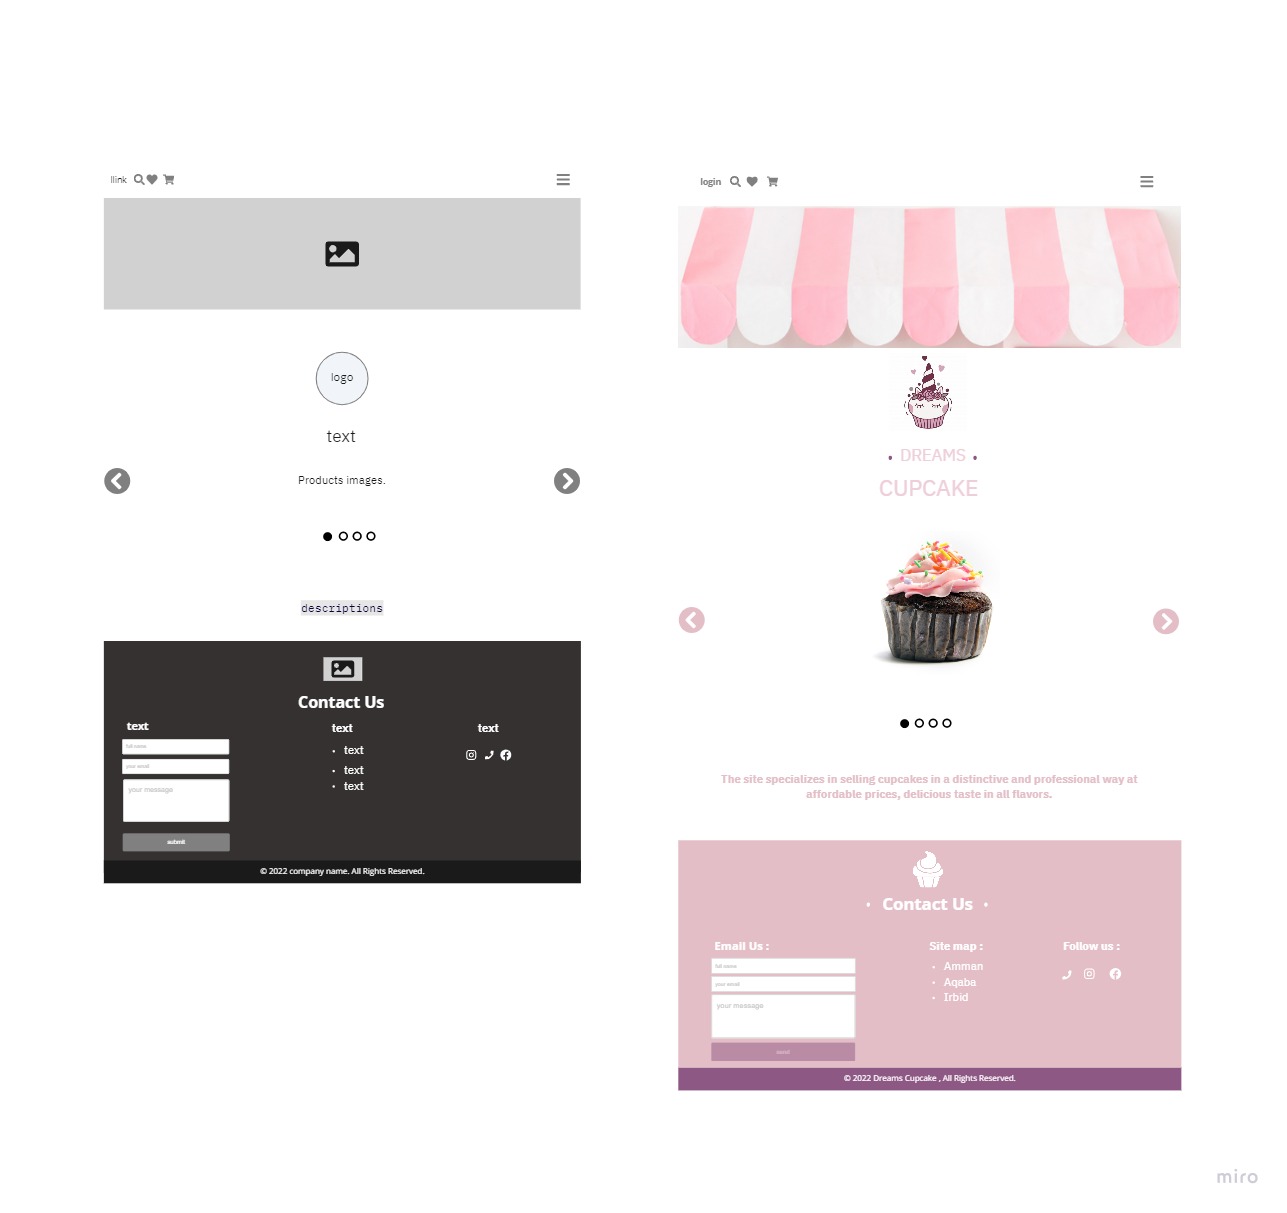 llink
logo
text
Products images.
descriptions
Contact Us
text
text
text
full name
your email
your message
submit
• text
• text
• text
© 2022 company name. All Rights Reserved.
login
• DREAMS •
CUPCAKE
The site specializes in selling cupcakes in a distinctive and professional way at
affordable prices, delicious taste in all flavors.
• Contact Us •
Email Us :
Site map :
Follow us :
full name
your email
your message
send
• Amman
• Aqaba
• Irbid
© 2022 Dreams Cupcake , All Rights Reserved.
miro